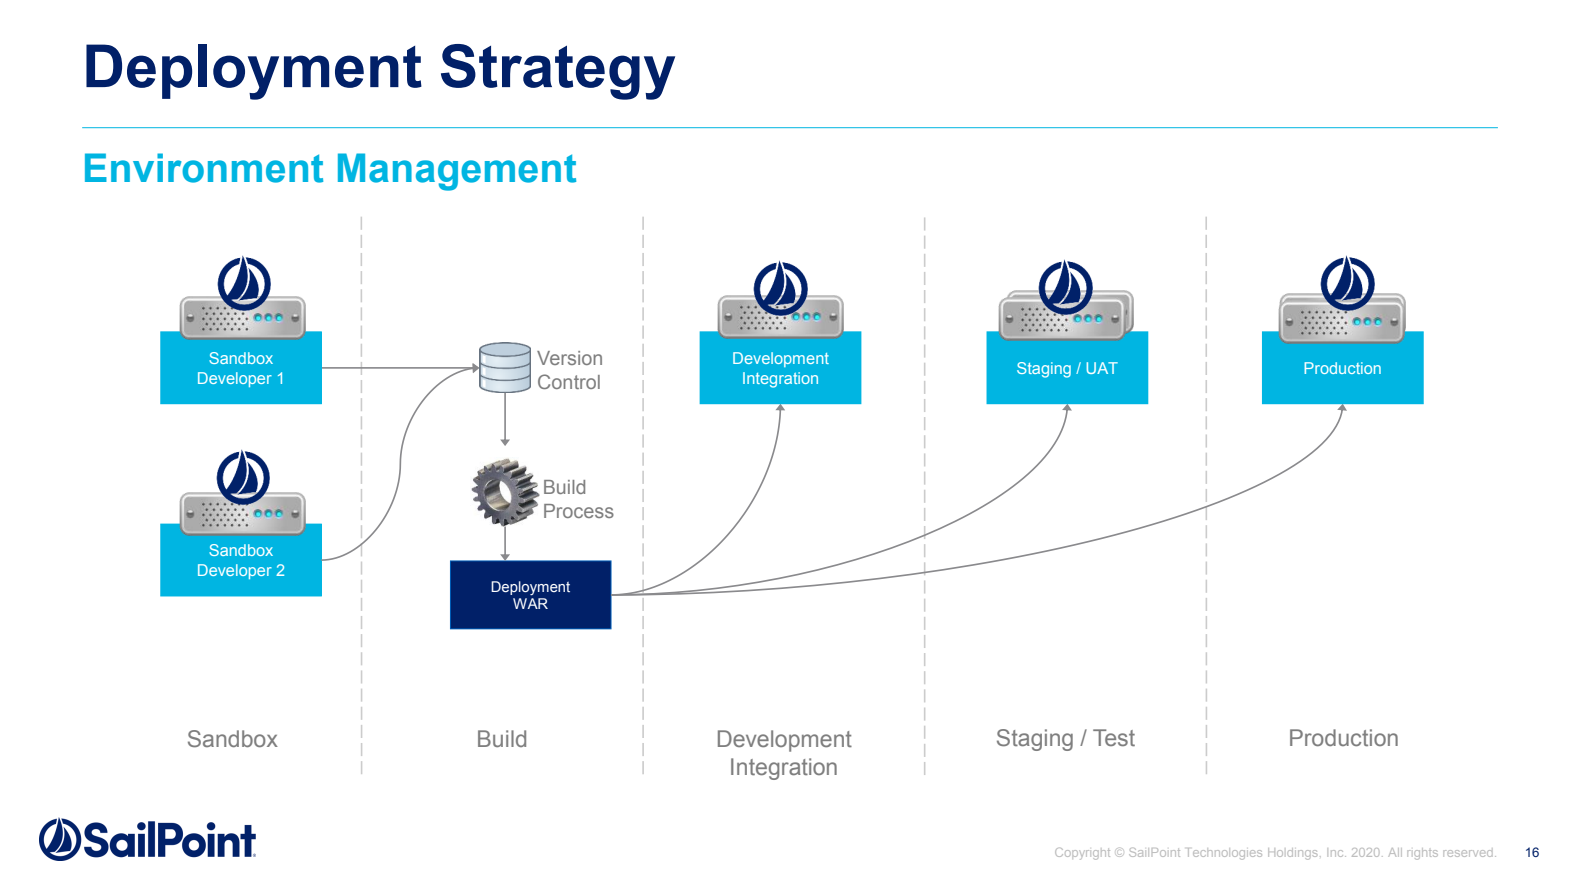 Deployment Strategy
Environment Management
Sandbox
Developer 1
Version
Control
Development
Integration
Staging / UAT
Production
Sandbox
Developer 2
Build
Process
Deployment
WAR
Sandbox
Build
Development
Integration
Staging / Test
Production
SailPoint
Copyright © SailPoint Technologies Holdings, Inc. 2020. All rights reserved.
16